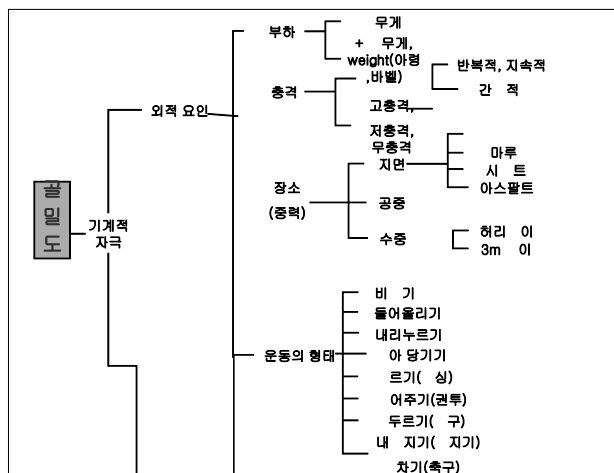 부하
무게
+ 무게,
weight(아령
,바벨)
충격
고충격,
반복적, 지속적
간 적
저충격,
무충격
외적 요인
장소
(중력)
지면
마루
시 트
아스팔트
공중
수중
허리 이
3m 이
골밀도
기계적
자극
운동의 형태
비 기
들어올리기
내리누르기
아 당기기
르기( 싱)
어주기(권투)
두르기( 구)
내 지기( 지기)
차기(축구)